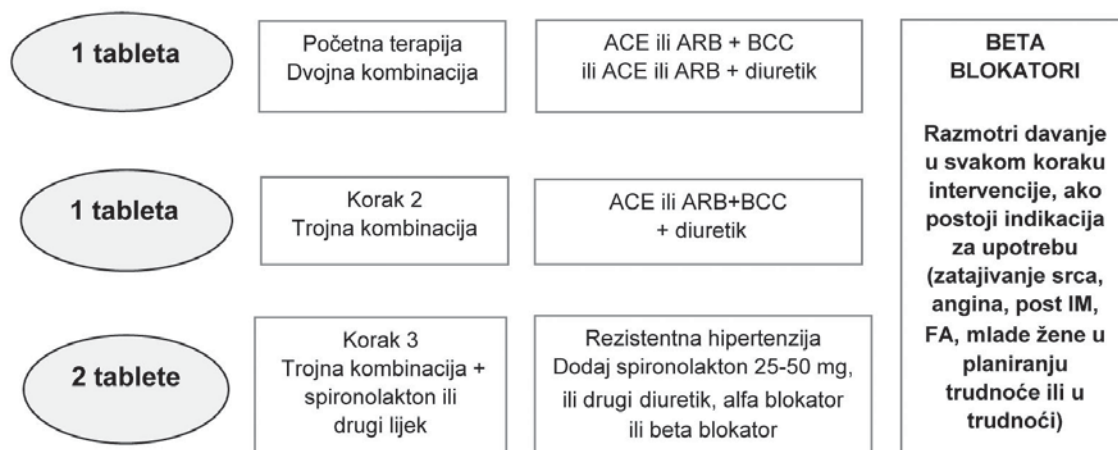 1 tableta
Početna terapija
Dvojna kombinacija
ACE ili ARB + BCC
ili ACE ili ARB + diuretik
1 tableta
Korak 2
Trojna kombinacija
ACE ili ARB+BCC
+ diuretik
2 tablete
Korak 3
Trojna kombinacija +
spironolakton ili
drugi lijek
Rezistentna hipertenzija
Dodaj spironolakton 25-50 mg,
ili drugi diuretik, alfa blokator
ili beta blokator
BETA
BLOKATORI
Razmotri davanje
u svakom koraku
intervencije, ako
postoji indikacija
za upotrebu
(zatajivanje srca,
angina, post IM,
FA, mlade žene u
planiranju
trudnoće ili u
trudnoći)